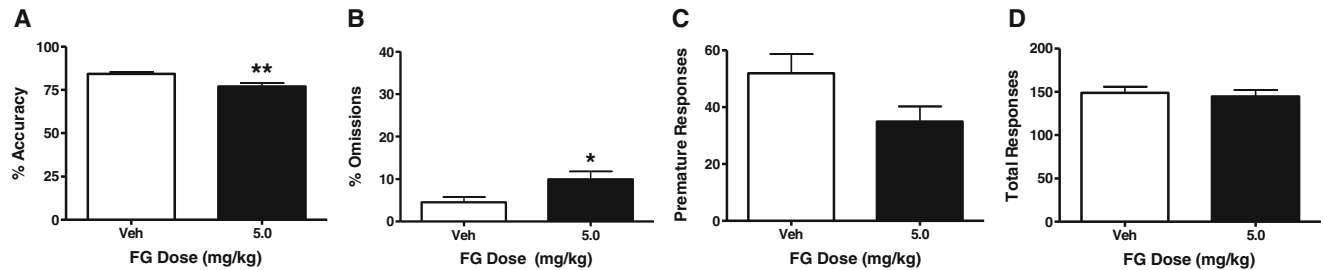 A
% Accuracy
100
75
50
25
0
**
Veh
5.0
FG Dose (mg/kg)
B
% Omissions
40
30
20
10
0
*
Veh
5.0
FG Dose (mg/kg)
C
Premature Responses
60
40
20
0
Veh
5.0
FG Dose (mg/kg)
D
Total Responses
200
150
100
50
0
Veh
5.0
FG Dose (mg/kg)